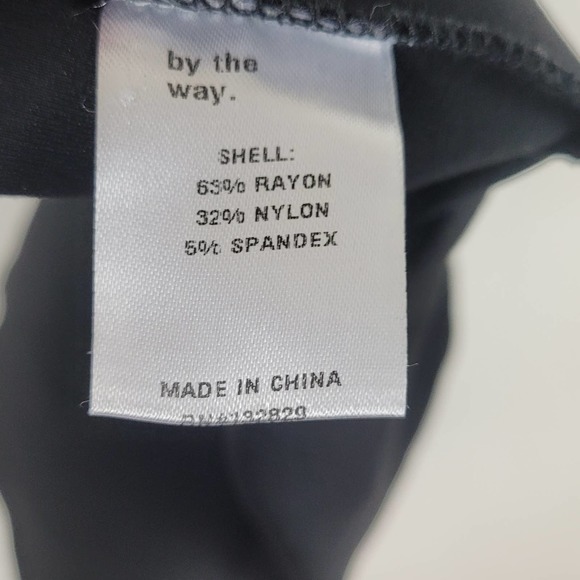 by the
way.
SHELL:
63% RAYON
32% NYLON
5% SPANDEX
MADE IN CHINA